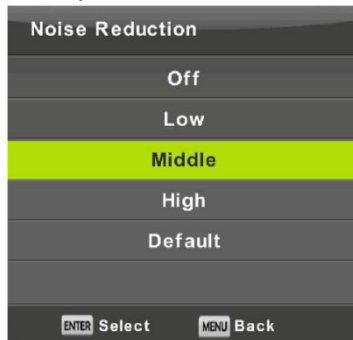 Noise Reduction
Off
Low
Middle
High
Default
ENTER Select MENU Back